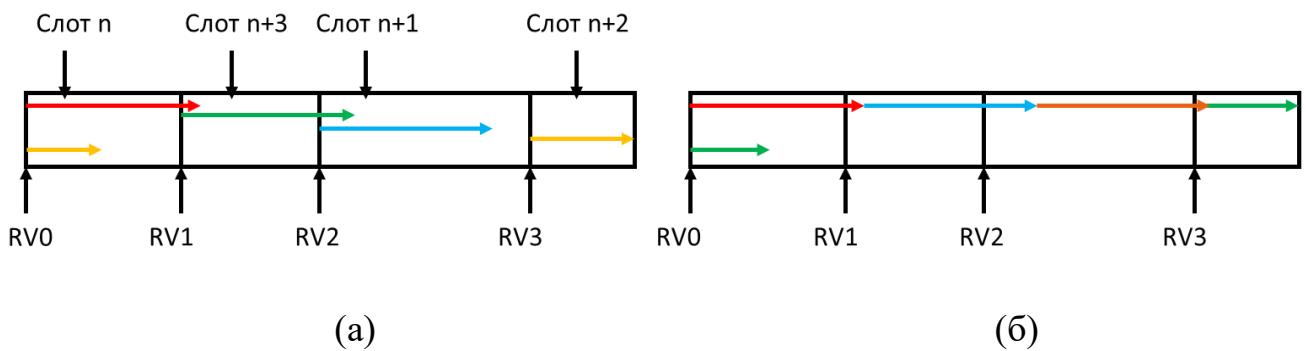 Слот n Слот n+3 Слот n+1 Слот n+2
RV0 RV1 RV2 RV3 RV0 RV1 RV2 RV3
(а) (б)